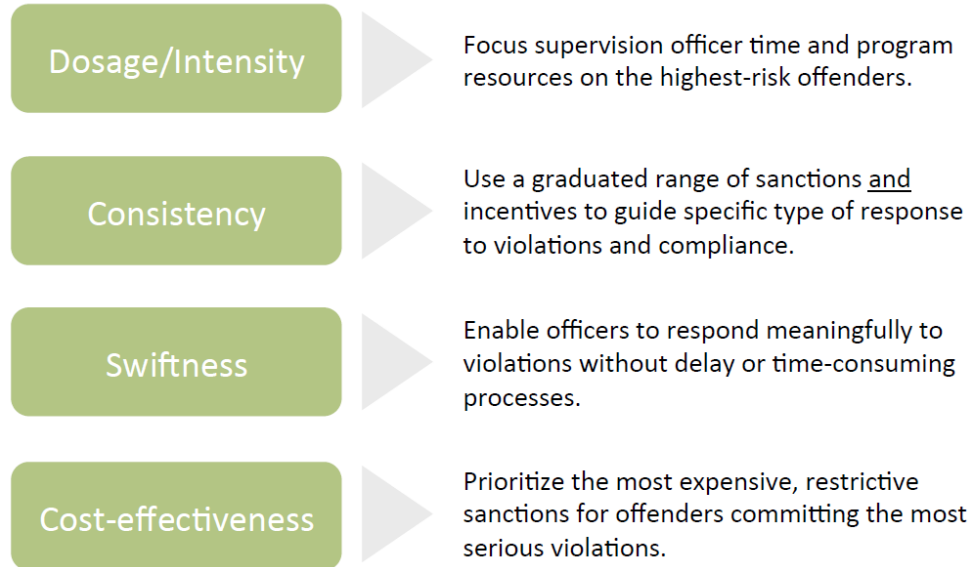 Dosage/Intensity
Focus supervision officer time and program
resources on the highest-risk offenders.
Consistency
Use a graduated range of sanctions and
incentives to guide specific type of response
to violations and compliance.
Swiftness
Enable officers to respond meaningfully to
violations without delay or time-consuming
processes.
Cost-effectiveness
Prioritize the most expensive, restrictive
sanctions for offenders committing the most
serious violations.